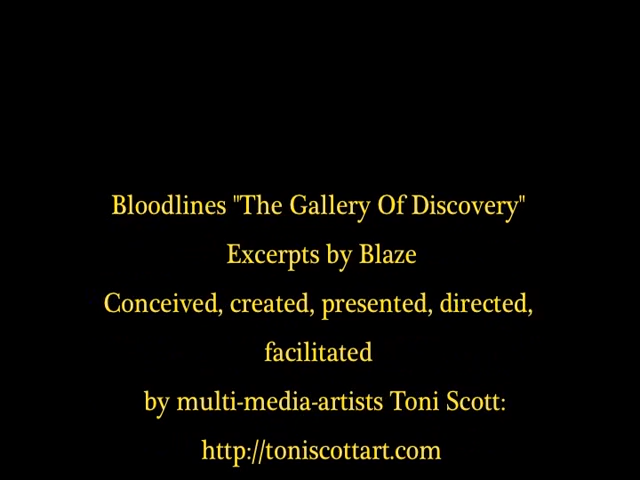 Bloodlines "The Gallery Of Discovery"
Excerpts by Blaze
Conceived, created, presented, directed,
facilitated
by multi-media-artists Toni Scott:
http://toniscottart.com